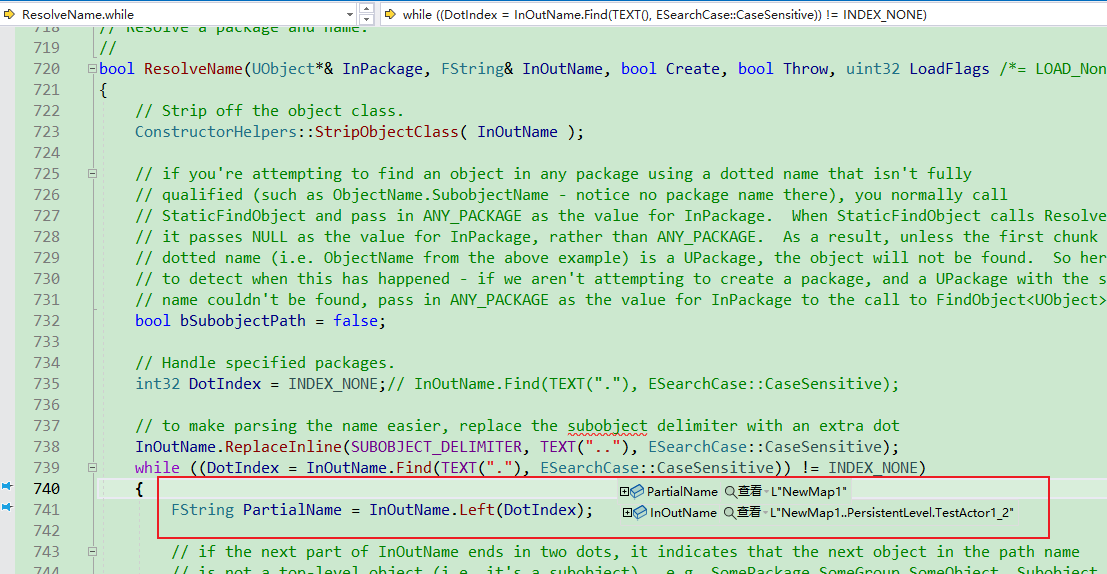 ResolveName.while
while ((DotIndex = InOutName.Find(TEXT(), ESearchCase::CaseSensitive)) != INDEX_NONE)
718 // Resolve a package and name.
719 //
720 bool ResolveName(UObject*& InPackage, FString& InOutName, bool Create, bool Throw, uint32 LoadFlags /*= LOAD_Non
721 {
722 // Strip off the object class.
723 ConstructorHelpers::StripObjectClass( InOutName );
724
725 // if you're attempting to find an object in any package using a dotted name that isn't fully
726 // qualified (such as ObjectName.SubobjectName - notice no package name there), you normally call
727 // StaticFindObject and pass in ANY_PACKAGE as the value for InPackage.  When StaticFindObject calls Resolve
728 // it passes NULL as the value for InPackage, rather than ANY_PACKAGE.  As a result, unless the first chunk
729 // dotted name (i.e. ObjectName from the above example) is a UPackage, the object will not be found.  So her
730 // to detect when this has happened - if we aren't attempting to create a package, and a UPackage with the s
731 // name couldn't be found, pass in ANY_PACKAGE as the value for InPackage to the call to FindObject<UObject>
732 bool bSubobjectPath = false;
733
734 // Handle specified packages.
735 int32 DotIndex = INDEX_NONE;// InOutName.Find(TEXT("."), ESearchCase::CaseSensitive);
736
737 // to make parsing the name easier, replace the subobject delimiter with an extra dot
738 InOutName.ReplaceInline(SUBOBJECT_DELIMITER, TEXT(".."), ESearchCase::CaseSensitive);
739 while ((DotIndex = InOutName.Find(TEXT("."), ESearchCase::CaseSensitive)) != INDEX_NONE)
740 { PartialName 查看 L"NewMap1"
741 FString PartialName = InOutName.Left(DotIndex); InOutName 查看 L"NewMap1..PersistentLevel.TestActor1_2"
742
743 // if the next part of InOutName ends in two dots, it indicates that the next object in the path name
744 // is not a top-level object (i.e. it's a subobject).  e.g. SomePackage.SomeGroup.SomeObject..Subobject